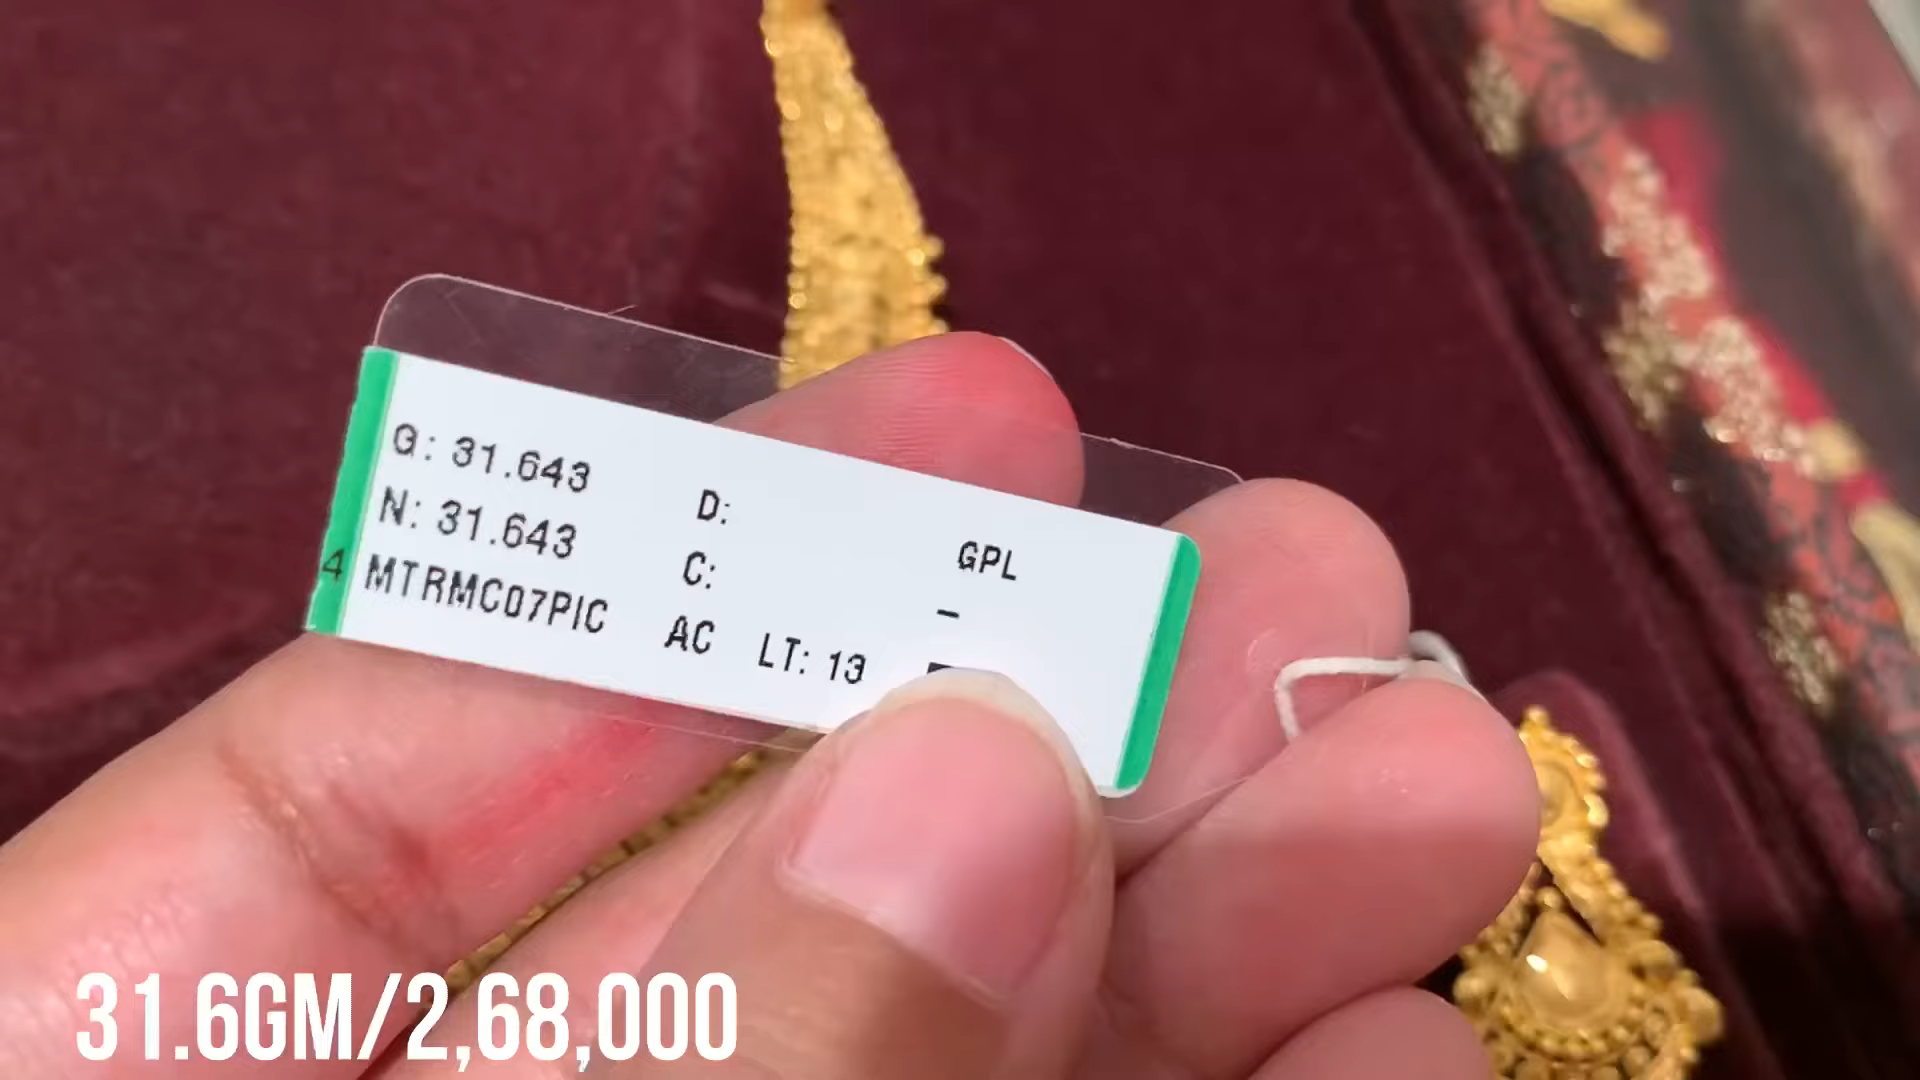 G: 31.643 D:
N: 31.643 C: GPL
4 MTRMC07PIC AC LT: 13 –
31.6GM/2,68,000